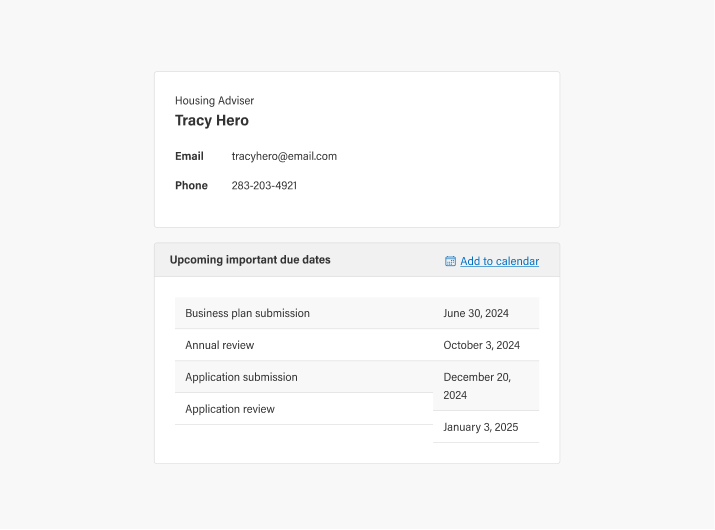 Housing Adviser
Tracy Hero
Email tracyhero@email.com
Phone 283-203-4921
Upcoming important due dates Add to calendar
Business plan submission June 30, 2024
Annual review October 3, 2024
Application submission December 20,
2024
Application review January 3, 2025